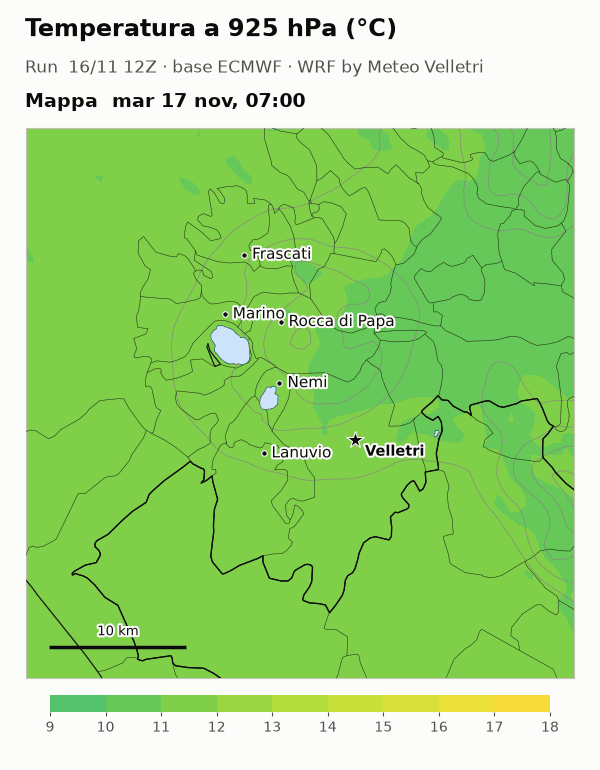 Temperatura a 925 hPa (°C)
Run  16/11 12Z · base ECMWF · WRF by Meteo Velletri
Mappa  mar 17 nov, 07:00
Frascati
Marino
Rocca di Papa
Nemi
Velletri
Lanuvio
10 km
9 10 11 12 13 14 15 16 17 18